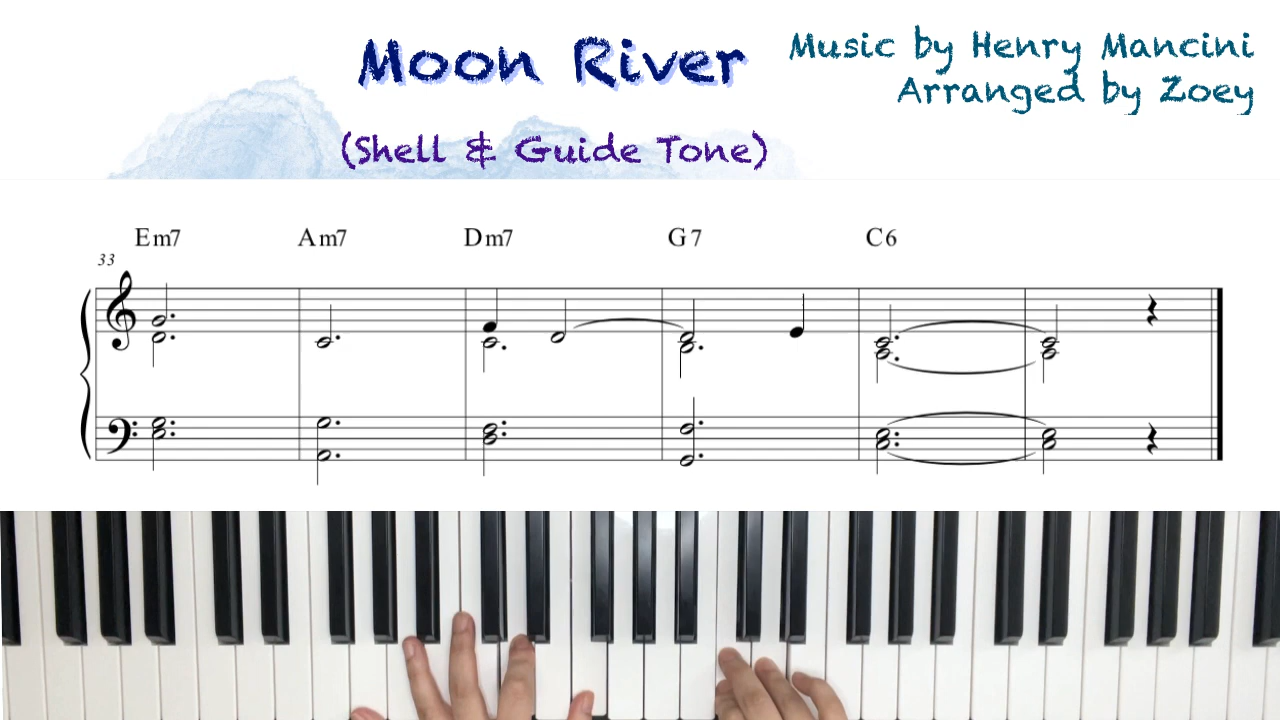 Moon River
Music by Henry Mancini
Arranged by Zoey
(Shell & Guide Tone)
Em7 Am7 Dm7 G7 C6
33